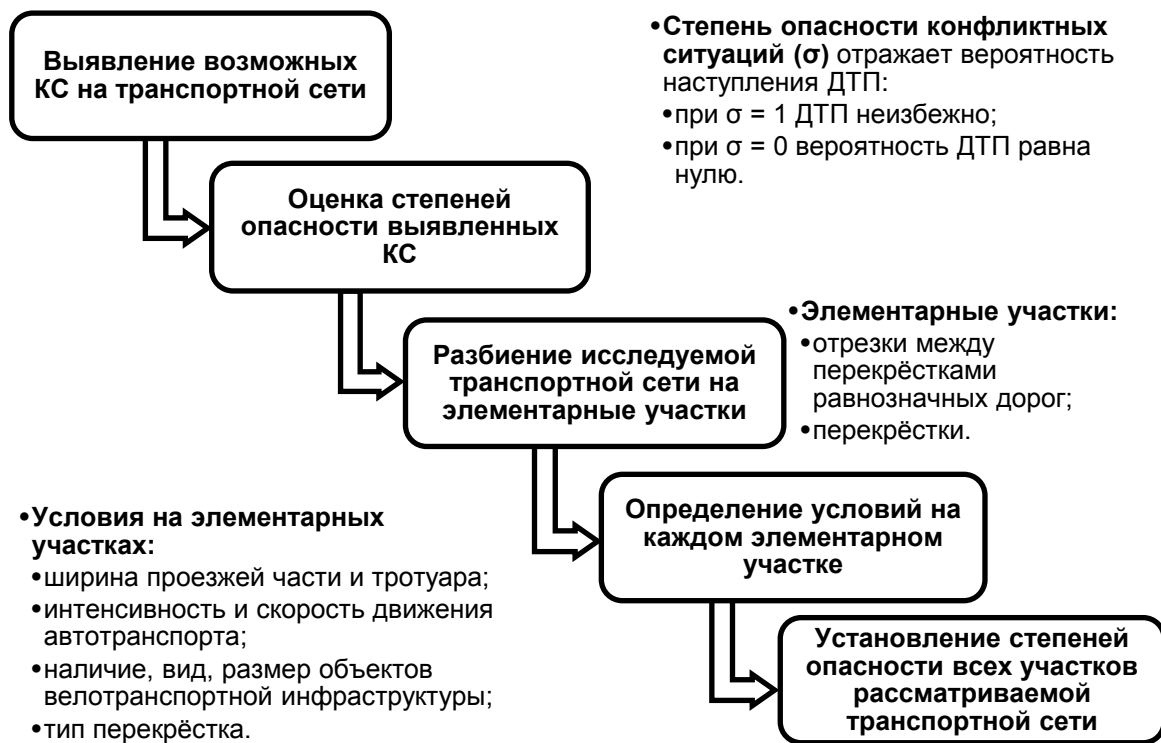 Выявление возможных
КС на транспортной сети
•Степень опасности конфликтных
ситуаций (σ) отражает вероятность
наступления ДТП:
•при σ = 1 ДТП неизбежно;
•при σ = 0 вероятность ДТП равна
нулю.
Оценка степеней
опасности выявленных
КС
Разбиение исследуемой
транспортной сети на
элементарные участки
•Элементарные участки:
•отрезки между
перекрёстками
равнозначных дорог;
•перекрёстки.
Определение условий на
каждом элементарном
участке
•Условия на элементарных
участках:
•ширина проезжей части и тротуара;
•интенсивность и скорость движения
автотранспорта;
•наличие, вид, размер объектов
велотранспортной инфраструктуры;
•тип перекрёстка.
Установление степеней
опасности всех участков
рассматриваемой
транспортной сети